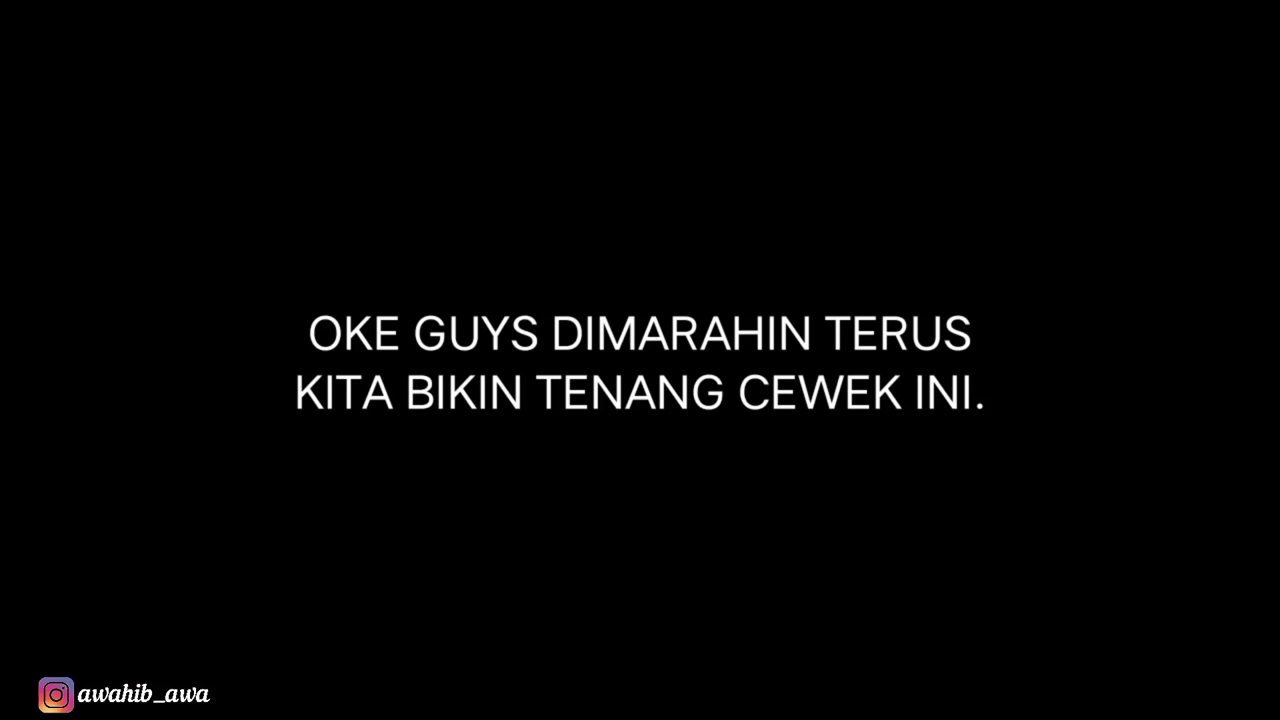 OKE GUYS DIMARAHIN TERUS
KITA BIKIN TENANG CEWEK INI.
awahib_awa